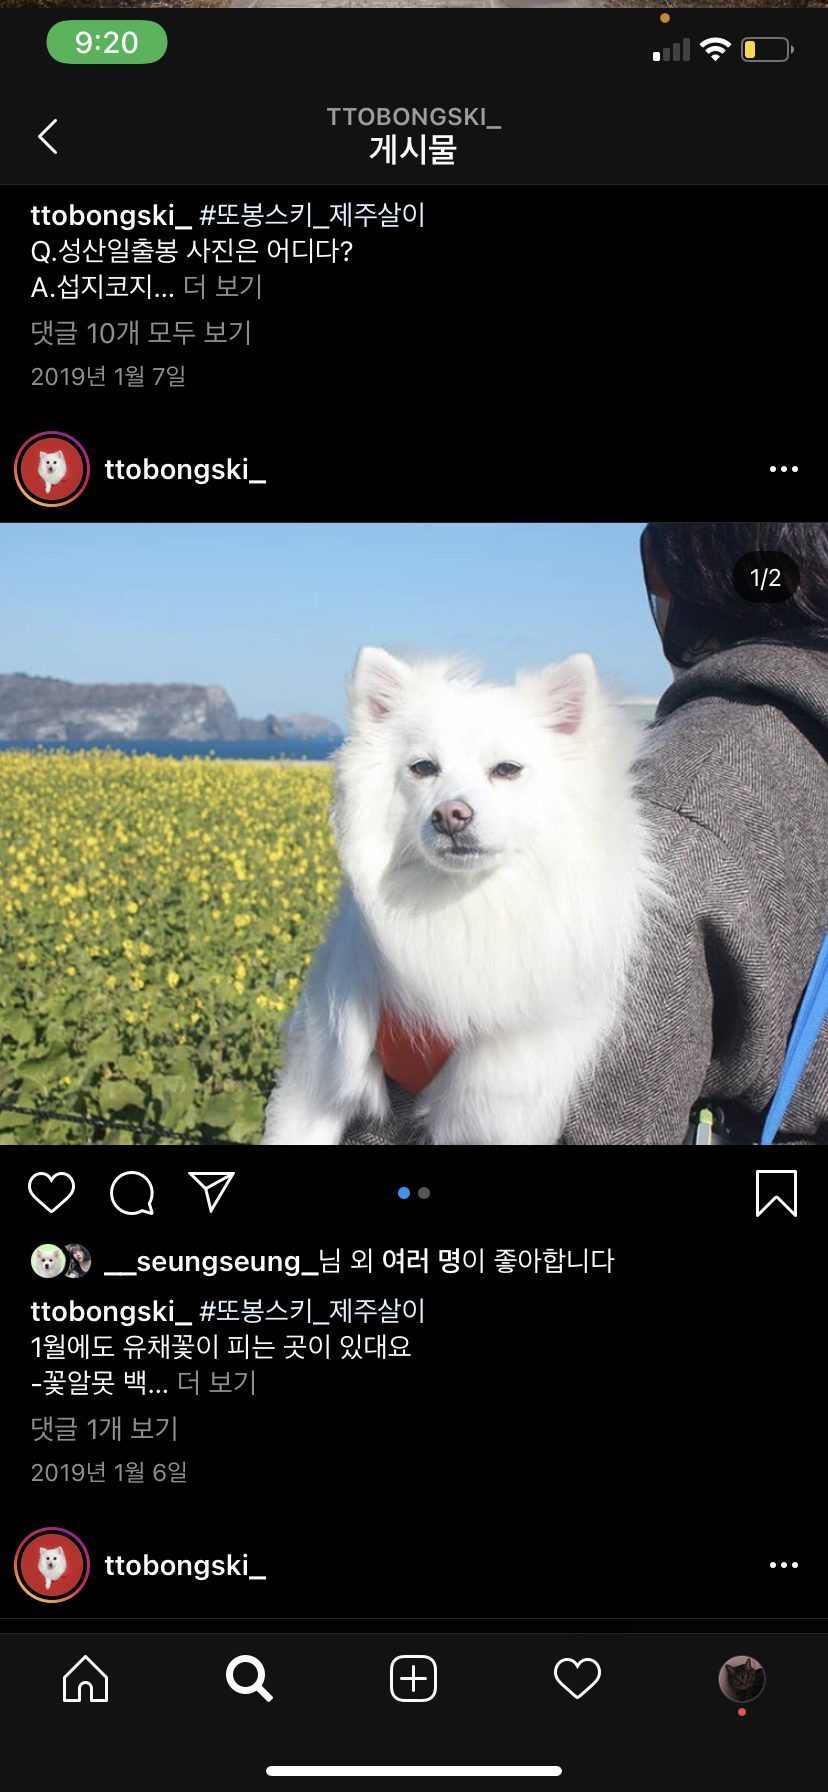 9:20
TTOBONGSKI_
게시물
ttobongski_ #또봉스키_제주살이
Q.성산일출봉 사진은 어디다?
A.섭지코지... 더 보기
댓글 10개 모두 보기
2019년 1월 7일
ttobongski_
1/2
__seungseung_님 외 여러 명이 좋아합니다
ttobongski_ #또봉스키_제주살이
1월에도 유채꽃이 피는 곳이 있대요
-꽃알못 백... 더 보기
댓글 1개 보기
2019년 1월 6일
ttobongski_